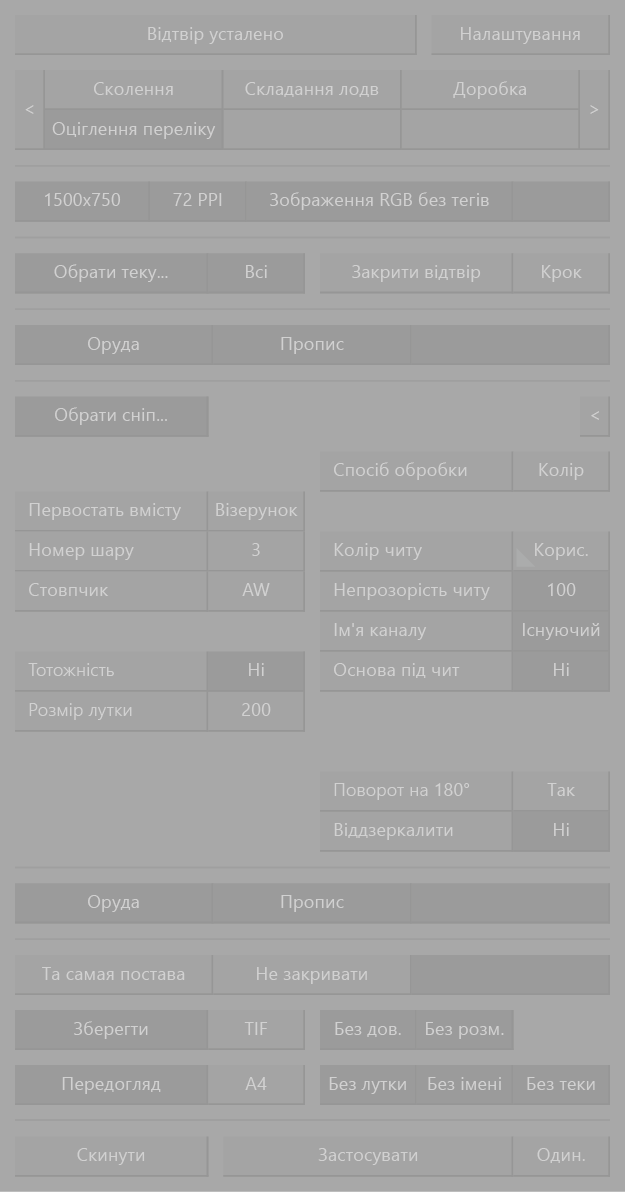 Відтвір усталено Налаштування
< Сколення Складання лодв Доробка >
Оціглення переліку
1500x750 72 PPI Зображення RGB без тегів
Обрати теку... Всі Закрити відтвір Крок
Оруда Пропис
Обрати сніп... <
Спосіб обробки Колір
Первостать вмісту Візерунок
Номер шару 3 Колір читу Корис.
Стовпчик AW Непрозорість читу 100
Ім'я каналу Існуючий
Тотожність Ні Основа під чит Ні
Розмір лутки 200
Поворот на 180° Так
Віддзеркалити Ні
Оруда Пропис
Та самая постава Не закривати
Зберегти TIF Без дов. Без розм.
Передогляд A4 Без лутки Без імені Без теки
Скинути Застосувати Один.